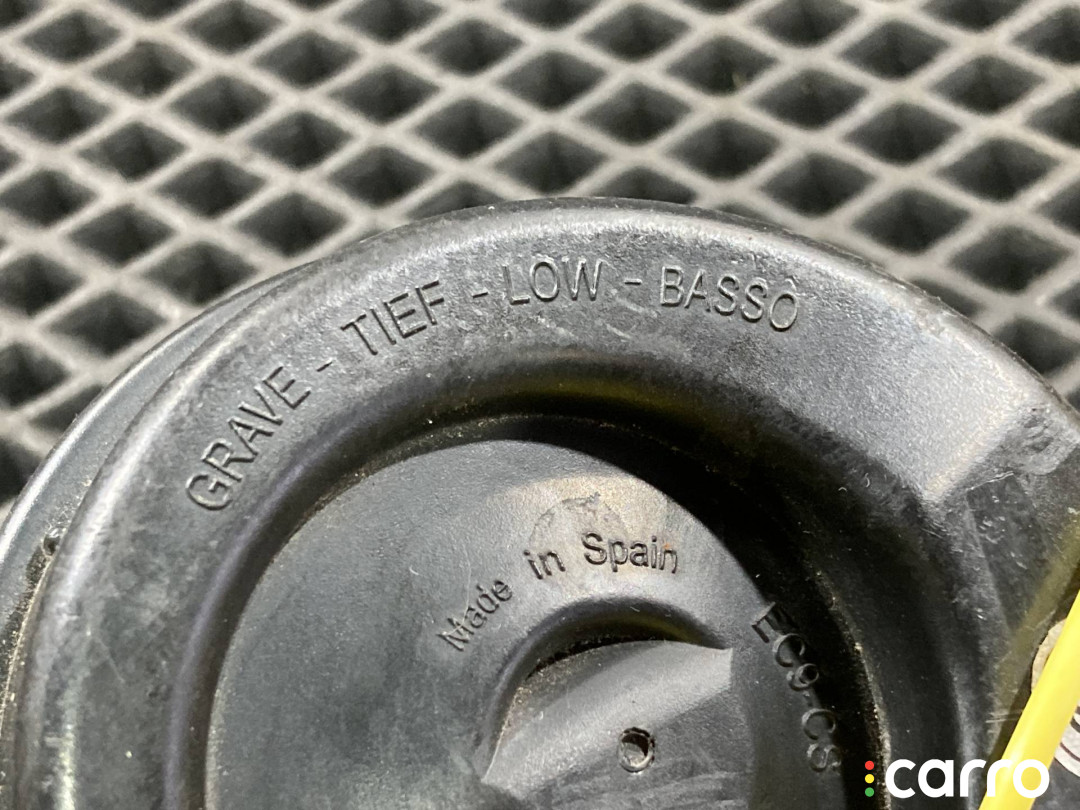 GRAVE - TIEF - LOW - BASSO
Made in Spain
EC9-CS
carro